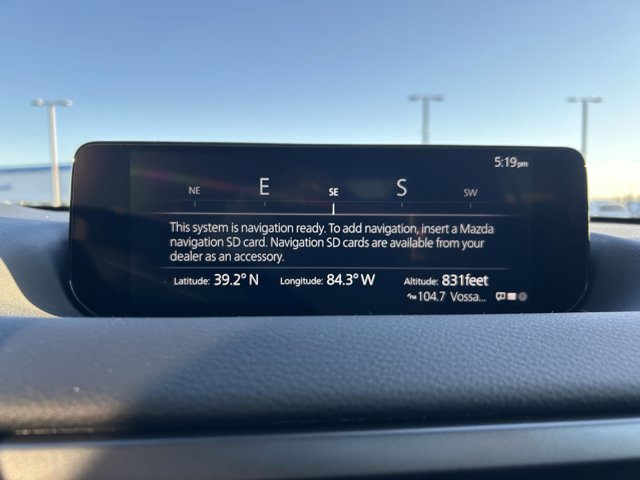 5:19pm
NE E SE S SW
This system is navigation ready. To add navigation, insert a Mazda
navigation SD card. Navigation SD cards are available from your
dealer as an accessory.
Latitude: 39.2° N Longitude: 84.3° W Altitude: 831feet
FM 104.7 Vossa...